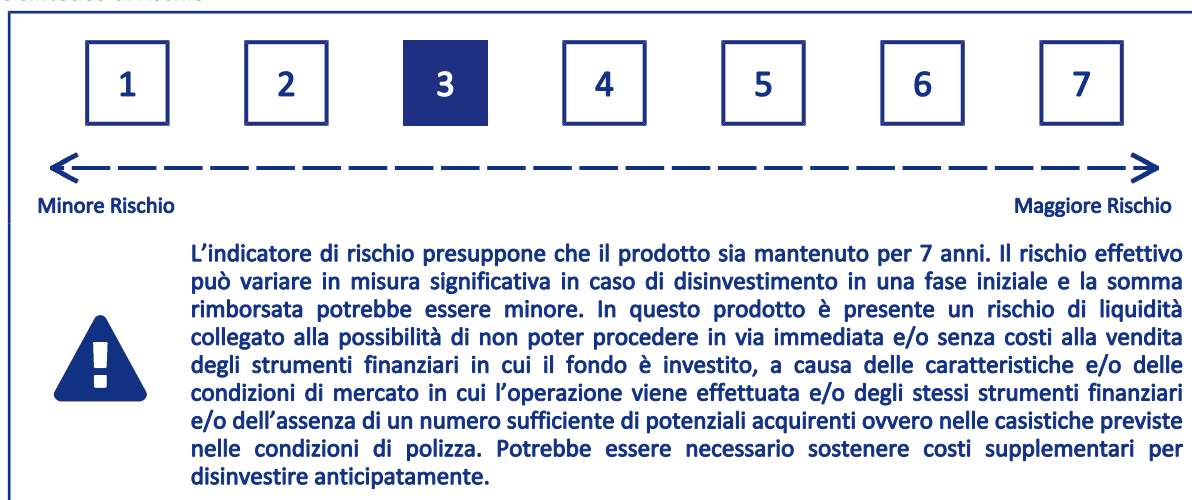 1 2 3 4 5 6 7
Minore Rischio Maggiore Rischio
L’indicatore di rischio presuppone che il prodotto sia mantenuto per 7 anni. Il rischio effettivo
può variare in misura significativa in caso di disinvestimento in una fase iniziale e la somma
rimborsata potrebbe essere minore. In questo prodotto è presente un rischio di liquidità
collegato alla possibilità di non poter procedere in via immediata e/o senza costi alla vendita
degli strumenti finanziari in cui il fondo è investito, a causa delle caratteristiche e/o delle
condizioni di mercato in cui l’operazione viene effettuata e/o degli stessi strumenti finanziari
e/o dell’assenza di un numero sufficiente di potenziali acquirenti ovvero nelle casistiche previste
nelle condizioni di polizza. Potrebbe essere necessario sostenere costi supplementari per
disinvestire anticipatamente.